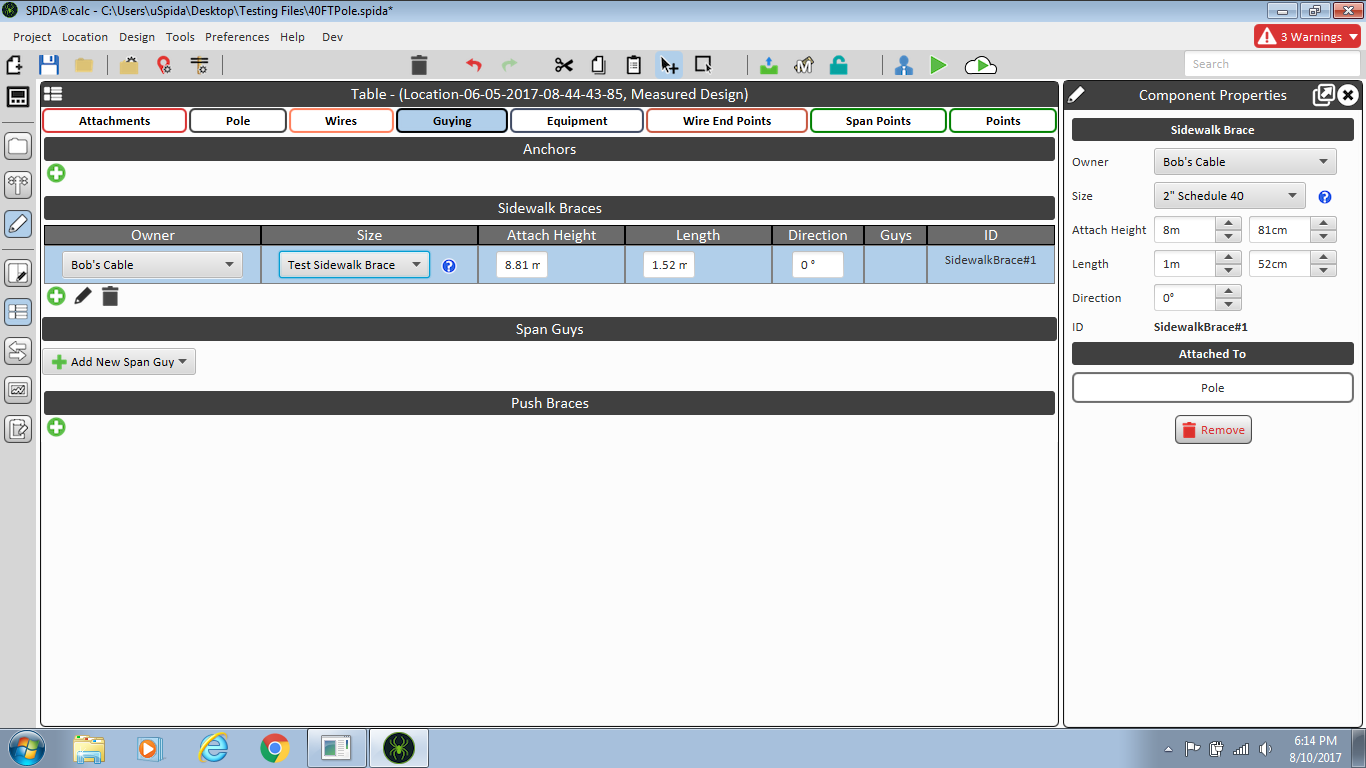 SPIDA®calc - C:\Users\uSpida\Desktop\Testing Files\40FTPole.spida*
Project Location Design Tools Preferences Help Dev
3 Warnings
Search
Table - (Location-06-05-2017-08-44-43-85, Measured Design)
Attachments Pole Wires Guying Equipment Wire End Points Span Points Points
Anchors
Sidewalk Braces
Owner Size Attach Height Length Direction Guys ID
Bob's Cable Test Sidewalk Brace 8.81 m 1.52 m 0 ° SidewalkBrace#1
Span Guys
Add New Span Guy
Push Braces
Component Properties
Sidewalk Brace
Owner Bob's Cable
Size 2" Schedule 40
Attach Height 8m 81cm
Length 1m 52cm
Direction 0°
ID SidewalkBrace#1
Attached To
Pole
Remove
6:14 PM
8/10/2017